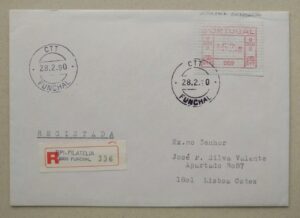 PORTUGAL
009
CTT
28.2.90
FUNCHAL
CTT
28.2.90
FUNCHAL
REGISTADA
R
FILATELIA
FUNCHAL
336
Ex.mo Senhor
José F. Silva Valente
Apartado
Lisboa Codex